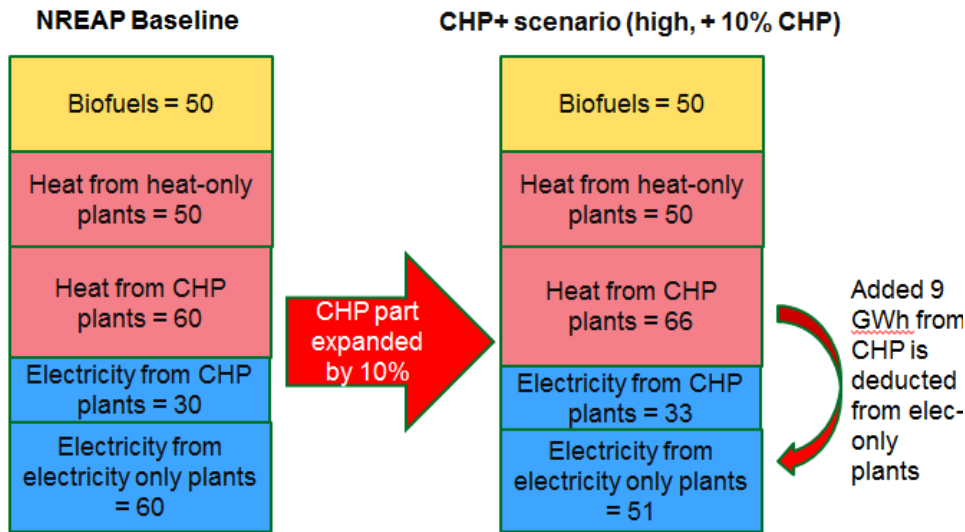 NREAP Baseline
Biofuels = 50
Heat from heat-only
plants = 50
Heat from CHP
plants = 60
Electricity from CHP
plants = 30
Electricity from
electricity only plants
= 60
CHP part
expanded
by 10%
CHP+ scenario (high, + 10% CHP)
Biofuels = 50
Heat from heat-only
plants = 50
Heat from CHP
plants = 66
Electricity from CHP
plants = 33
Electricity from
electricity only plants
= 51
Added 9
GWh from
CHP is
deducted
from elec-
only
plants